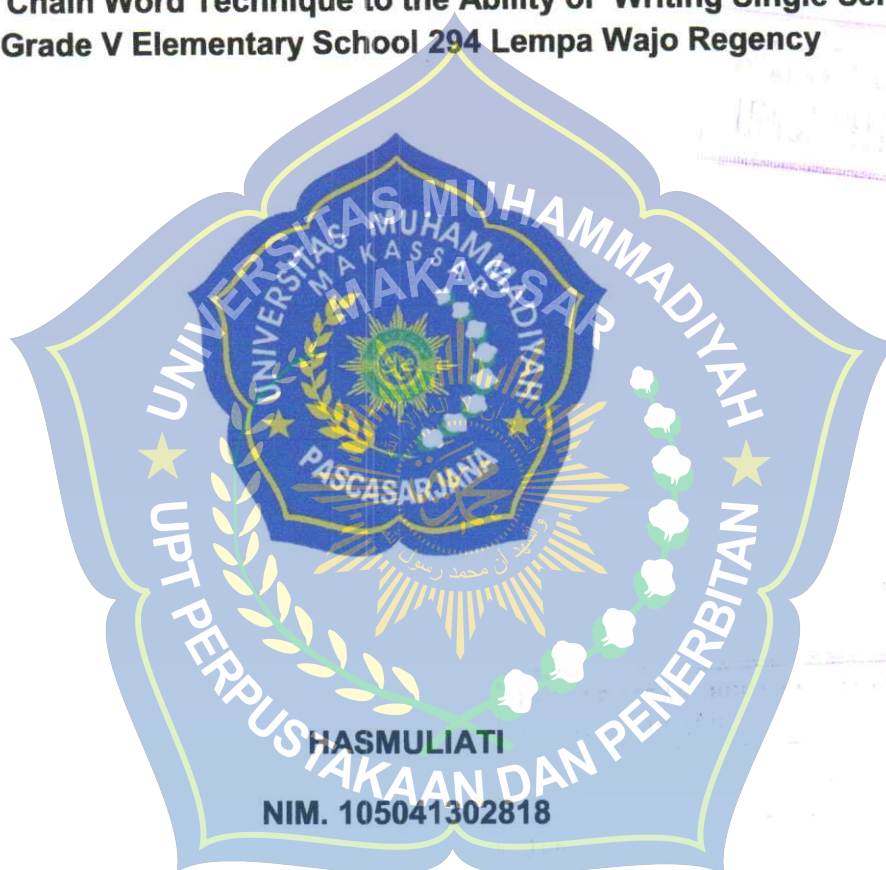 Chain Word Technique to the Ability of Writing Single Sen
Grade V Elementary School 294 Lempa Wajo Regency
UNIVERSITAS MUHAMMADIYAH
MAKASSAR
PASCASARJANA
UNIVERSITAS MUHAMMADIYAH
MAKASSAR
UPT PERPUSTAKAAN DAN PENERBITAN
HASMULIATI
NIM. 105041302818